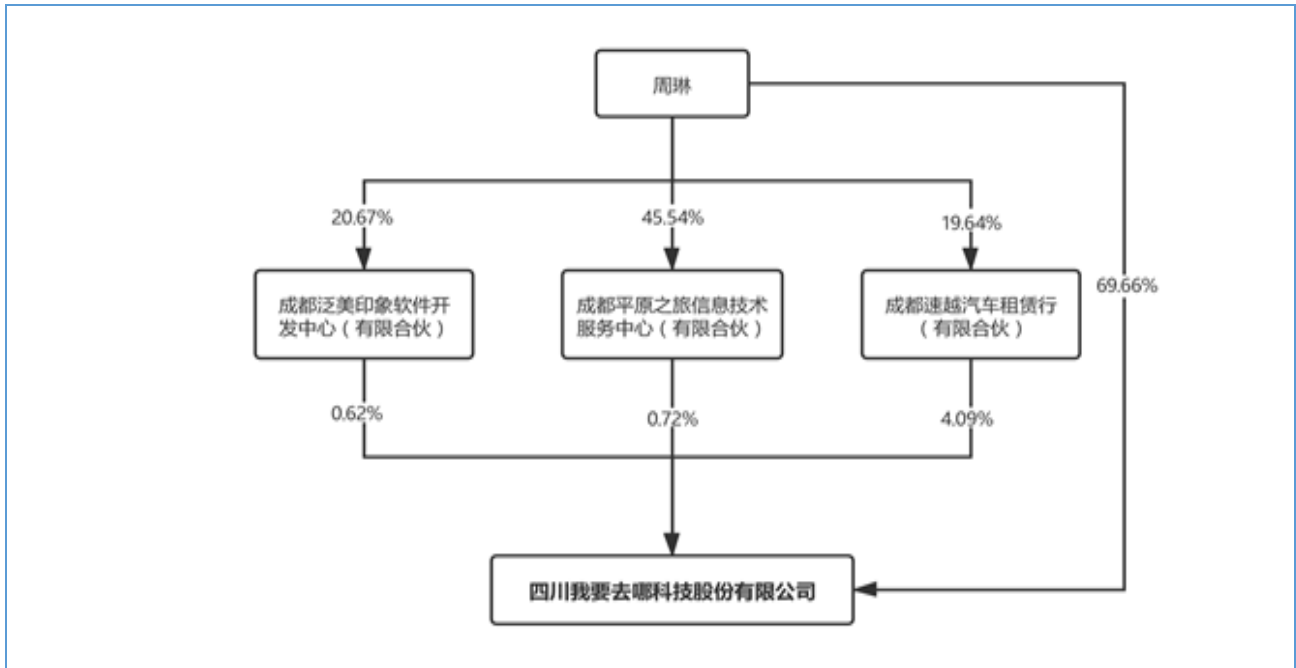 周琳
20.67%
45.54%
19.64%
69.66%
成都泛美印象软件开
发中心（有限合伙）
成都平原之旅信息技术
服务中心（有限合伙）
成都速越汽车租赁行
（有限合伙）
0.62%
0.72%
4.09%
四川我要去哪科技股份有限公司